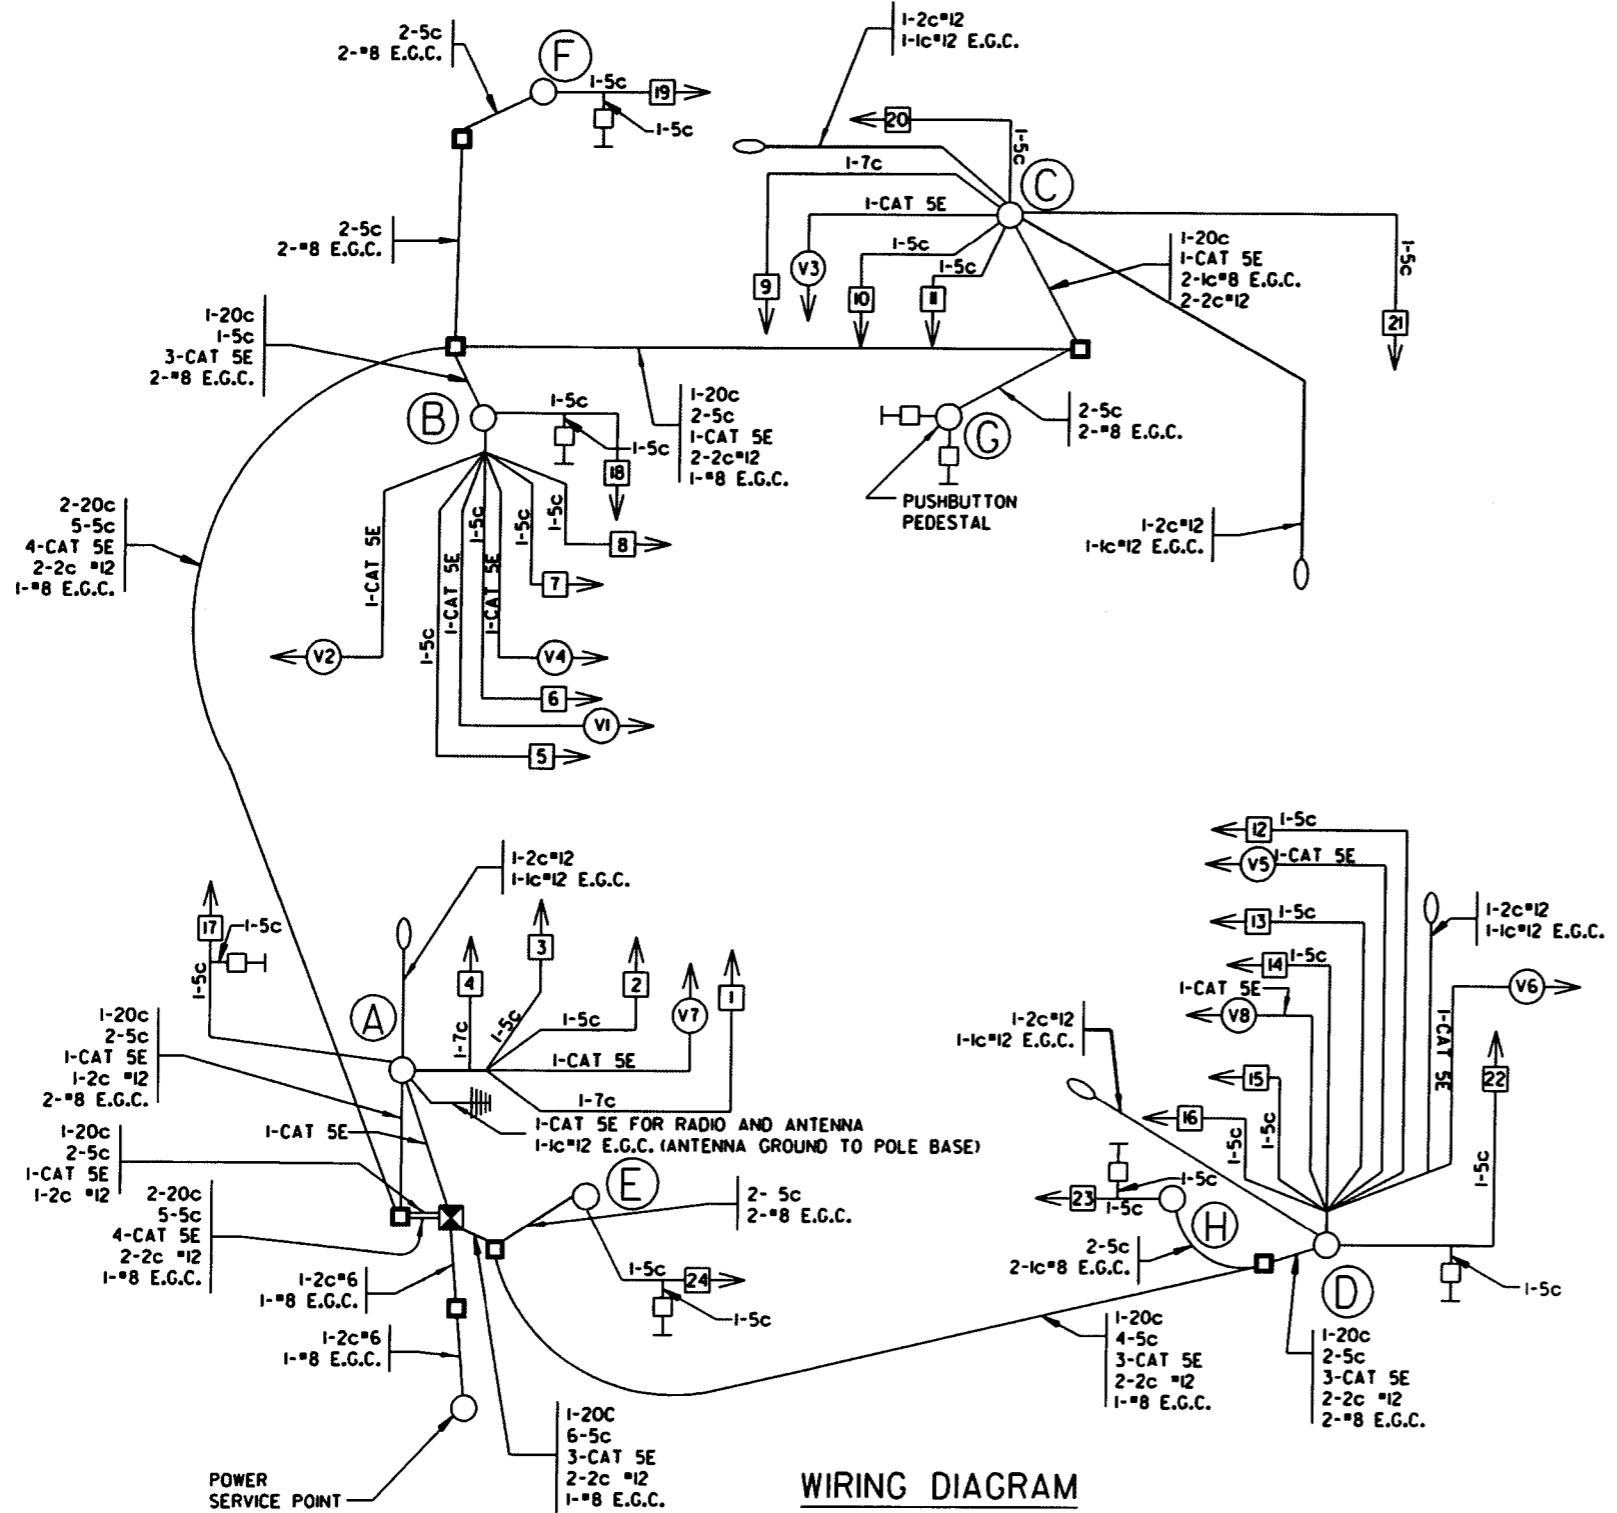 2-5c
2-#8 E.G.C.
F
1-5c
19
1-5c
1-2c#12
1-1c#12 E.G.C.
20
1-5c
1-7c
C
1-CAT 5E
V3
1-5c
1-5c
9
10
11
1-20c
1-CAT 5E
2-1c#8 E.G.C.
2-2c#12
1-5c
21
2-5c
2-#8 E.G.C.
1-20c
1-5c
3-CAT 5E
2-#8 E.G.C.
B
1-5c
1-5c
18
1-20c
2-5c
1-CAT 5E
2-2c#12
1-#8 E.G.C.
2-5c
2-#8 E.G.C.
G
PUSHBUTTON
PEDESTAL
1-2c#12
1-1c#12 E.G.C.
2-20c
5-5c
4-CAT 5E
2-2c #12
1-#8 E.G.C.
1-CAT 5E
1-5c
1-CAT 5E
1-5c
1-CAT 5E
1-5c
1-5c
8
7
V2
V4
6
V1
5
1-2c#12
1-1c#12 E.G.C.
17
1-5c
1-5c
A
4
3
2
V7
1
1-7c
1-5c
1-5c
1-CAT 5E
1-7c
1-20c
2-5c
1-CAT 5E
1-2c #12
2-#8 E.G.C.
1-CAT 5E
1-CAT 5E FOR RADIO AND ANTENNA
1-1c#12 E.G.C. (ANTENNA GROUND TO POLE BASE)
1-20c
2-5c
1-CAT 5E
1-2c #12
2-20c
5-5c
4-CAT 5E
2-2c #12
1-#8 E.G.C.
E
2- 5c
2-#8 E.G.C.
1-5c
24
1-5c
1-2c#6
1-#8 E.G.C.
1-2c#6
1-#8 E.G.C.
POWER
SERVICE POINT
1-20C
6-5c
3-CAT 5E
2-2c #12
1-#8 E.G.C.
12
1-5c
V5
1-CAT 5E
13
1-5c
14
1-5c
1-CAT 5E
V8
15
1-5c
16
1-5c
1-2c#12
1-1c#12 E.G.C.
V6
1-CAT 5E
22
1-5c
1-2c#12
1-1c#12 E.G.C.
23
1-5c
1-5c
H
2-5c
2-1c#8 E.G.C.
D
1-5c
1-20c
4-5c
3-CAT 5E
2-2c #12
1-#8 E.G.C.
1-20c
2-5c
3-CAT 5E
2-2c #12
2-#8 E.G.C.
WIRING DIAGRAM